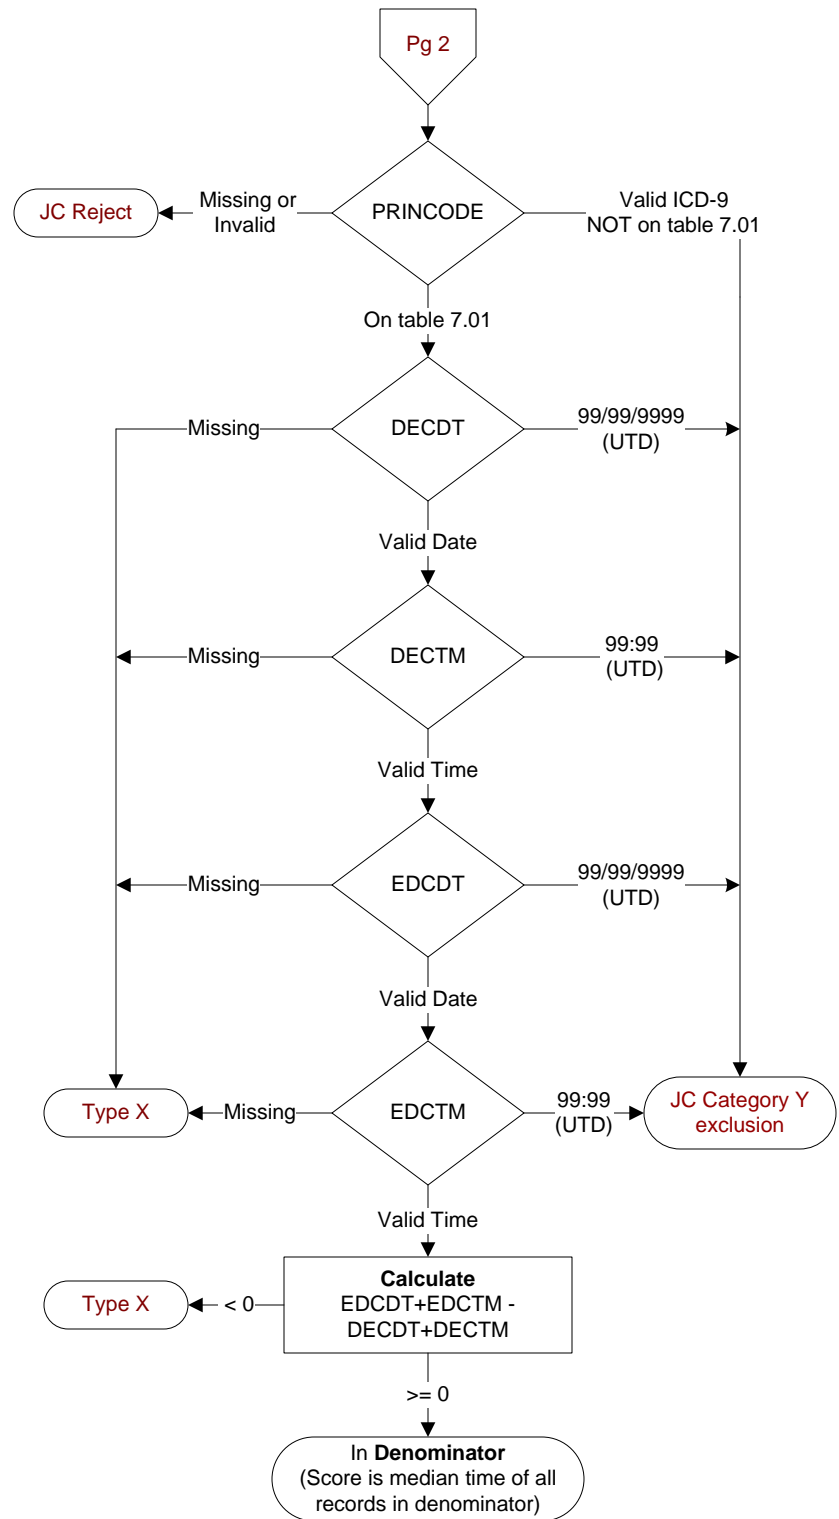 Pg 2
PRINCODE
JC Reject
Missing or
Invalid
Valid ICD-9
NOT on table 7.01
On table 7.01
Missing
DECDT
99/99/9999
(UTD)
Valid Date
Missing
DECTM
99:99
(UTD)
Valid Time
Missing
EDCDT
99/99/9999
(UTD)
Valid Date
Type X
Missing
EDCTM
99:99
(UTD)
JC Category Y
exclusion
Valid Time
Type X
< 0
Calculate
EDCDT+EDCTM -
DECDT+DECTM
>= 0
In Denominator
(Score is median time of all
records in denominator)